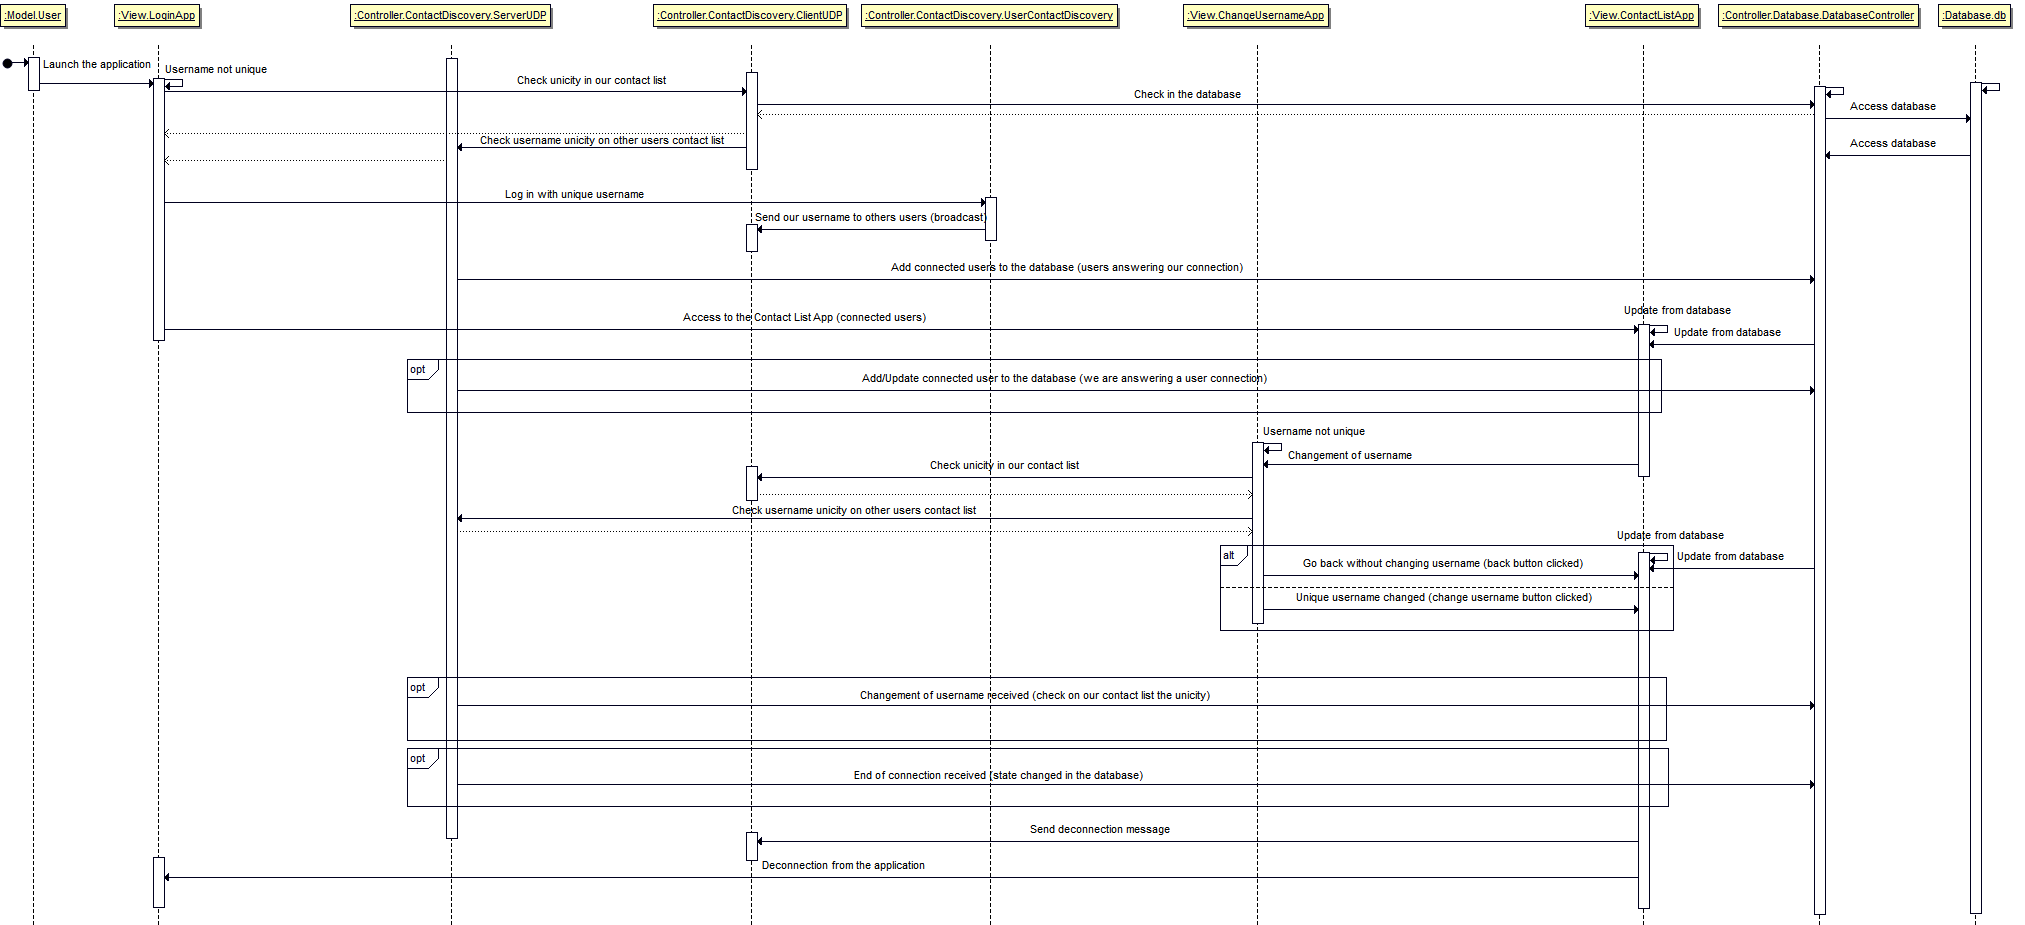 :Model.User
:View.LoginApp
:Controller.ContactDiscovery.ServerUDP
:Controller.ContactDiscovery.ClientUDP
:Controller.ContactDiscovery.UserContactDiscovery
:View.ChangeUsernameApp
:View.ContactListApp
:Controller.Database.DatabaseController
:Database.db
Launch the application
Username not unique
Check unicity in our contact list
Check in the database
Access database
Check username unicity on other users contact list
Access database
Log in with unique username
Send our username to others users (broadcast)
Add connected users to the database (users answering our connection)
Update from database
Access to the Contact List App (connected users)
Update from database
opt
Add/Update connected user to the database (we are answering a user connection)
Username not unique
Changement of username
Check unicity in our contact list
Check username unicity on other users contact list
Update from database
alt
Update from database
Go back without changing username (back button clicked)
Unique username changed (change username button clicked)
opt
Changement of username received (check on our contact list the unicity)
opt
End of connection received (state changed in the database)
Send deconnection message
Deconnection from the application